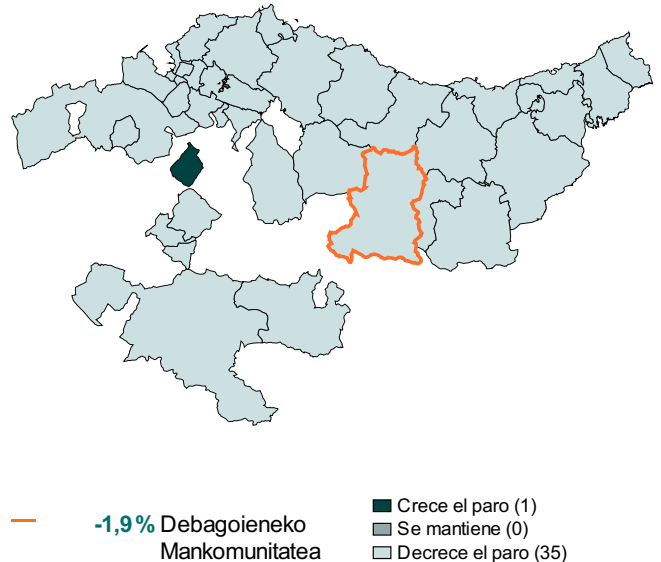 -1,9 % Debagoieneko
Mankomunitatea
Crece el paro (1)
Se mantiene (0)
Decrece el paro (35)